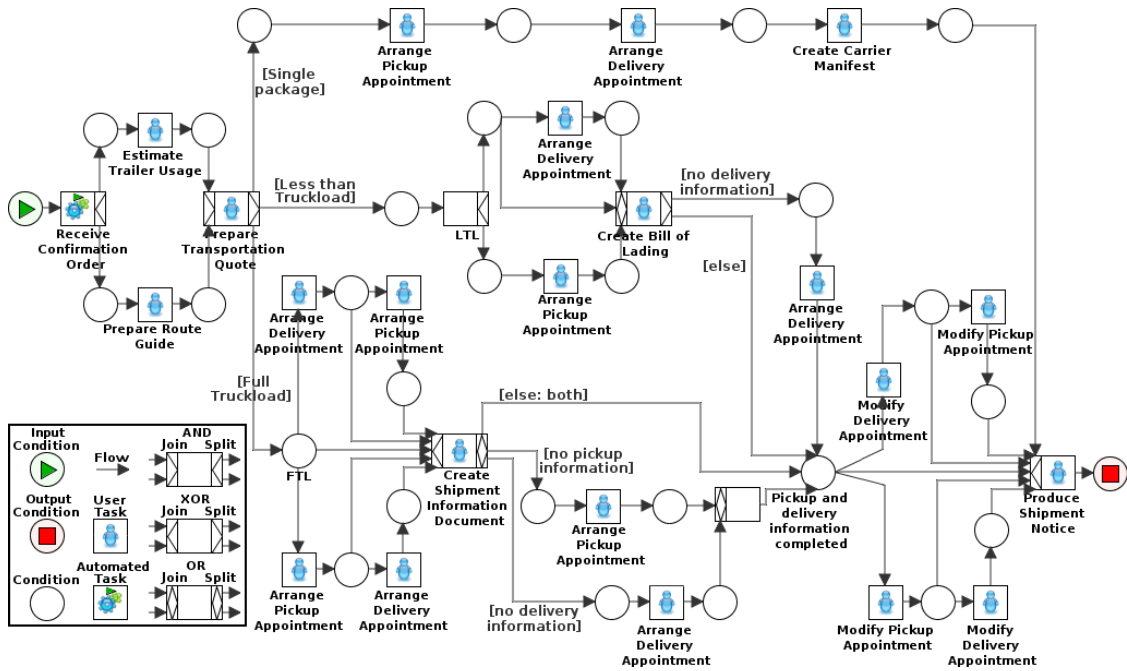 Arrange
Pickup
Appointment
Arrange
Delivery
Appointment
Create Carrier
Manifest
[Single
package]
Estimate
Trailer Usage
Arrange
Delivery
Appointment
[Less than
Truckload]
[no delivery
information]
Receive
Confirmation
Order
Prepare
Transportation
Quote
LTL
Create Bill of
Lading
[else]
Prepare Route
Guide
Arrange
Delivery
Appointment
Arrange
Pickup
Appointment
Arrange
Pickup
Appointment
Arrange
Delivery
Appointment
Modify Pickup
Appointment
[Full
Truckload]
[else: both]
Modify
Delivery
Appointment
FTL
Create
Shipment
Information
Document
[no pickup
information]
Pickup and
delivery
information
completed
Produce
Shipment
Notice
Arrange
Pickup
Appointment
Arrange
Pickup
Appointment
Arrange
Delivery
Appointment
[no delivery
information]
Arrange
Delivery
Appointment
Modify Pickup
Appointment
Modify
Delivery
Appointment
Input
Condition
Flow
AND
Join Split
Output
Condition
User
Task
XOR
Join Split
Condition
Automated
Task
OR
Join Split